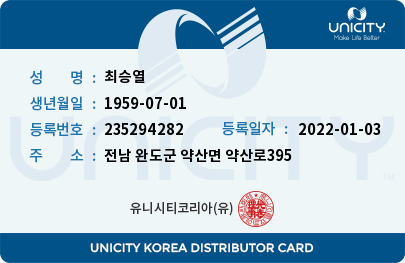 UNICITY
Make Life Better
성 명 : 최승열
생년월일 : 1959-07-01
등록번호 : 235294282 등록일자 : 2022-01-03
주 소 : 전남 완도군 약산면 약산로395
UNICITY
TM
유니시티코리아(유)
UNICITY KOREA DISTRIBUTOR CARD